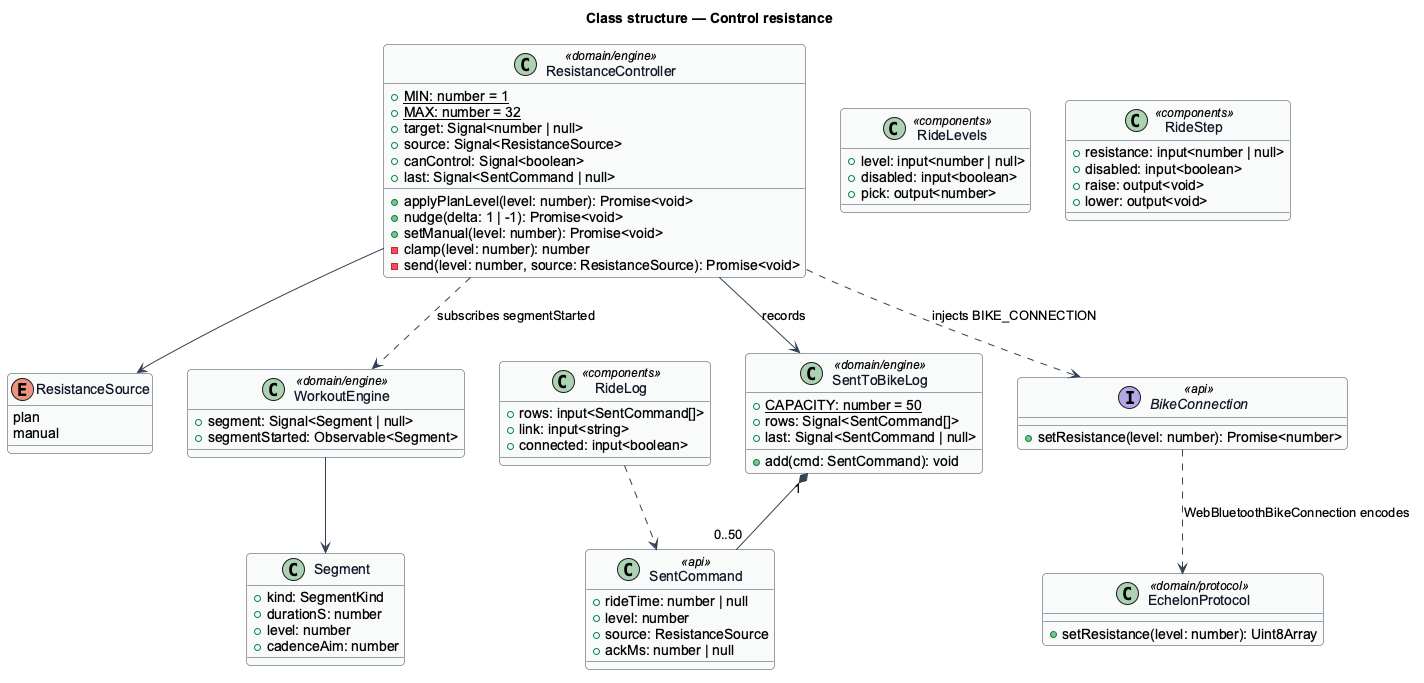 Class structure — Control resistance
«domain/engine»
ResistanceController
MIN: number = 1
MAX: number = 32
target: Signal<number | null>
source: Signal<ResistanceSource>
canControl: Signal<boolean>
last: Signal<SentCommand | null>
applyPlanLevel(level: number): Promise<void>
nudge(delta: 1 | -1): Promise<void>
setManual(level: number): Promise<void>
clamp(level: number): number
send(level: number, source: ResistanceSource): Promise<void>
«components»
RideLevels
level: input<number | null>
disabled: input<boolean>
pick: output<number>
«components»
RideStep
resistance: input<number | null>
disabled: input<boolean>
raise: output<void>
lower: output<void>
subscribes segmentStarted
records
injects BIKE_CONNECTION
ResistanceSource
plan
manual
«domain/engine»
WorkoutEngine
segment: Signal<Segment | null>
segmentStarted: Observable<Segment>
«components»
RideLog
rows: input<SentCommand[]>
link: input<string>
connected: input<boolean>
«domain/engine»
SentToBikeLog
CAPACITY: number = 50
rows: Signal<SentCommand[]>
last: Signal<SentCommand | null>
add(cmd: SentCommand): void
«api»
BikeConnection
setResistance(level: number): Promise<number>
1
0..50
WebBluetoothBikeConnection encodes
Segment
kind: SegmentKind
durationS: number
level: number
cadenceAim: number
«api»
SentCommand
rideTime: number | null
level: number
source: ResistanceSource
ackMs: number | null
«domain/protocol»
EchelonProtocol
setResistance(level: number): Uint8Array